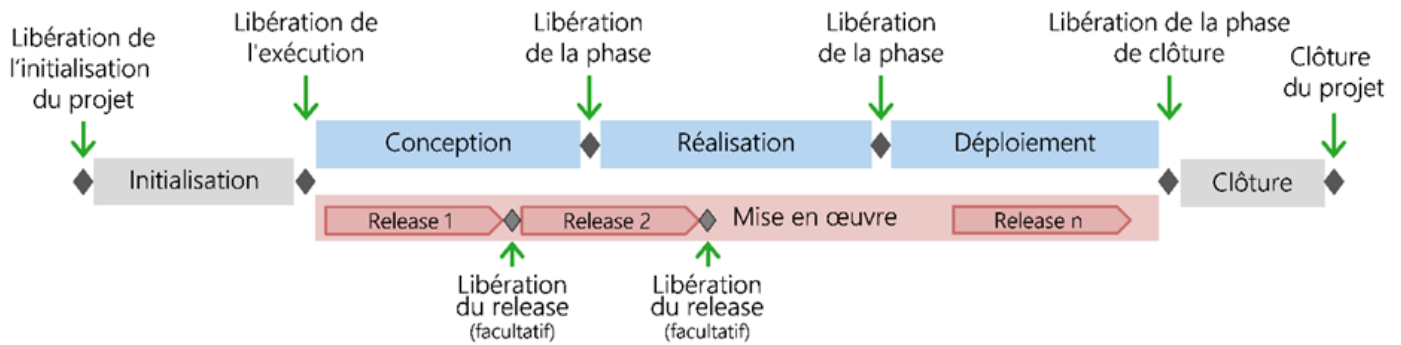 Libération de
l'initialisation
du projet
Libération de
l'exécution
Libération
de la phase
Libération
de la phase
Libération de la phase
de clôture
Clôture
du projet
Conception
Réalisation
Déploiement
Initialisation
Clôture
Release 1
Release 2
Mise en œuvre
Release n
Libération
du release
(facultatif)
Libération
du release
(facultatif)